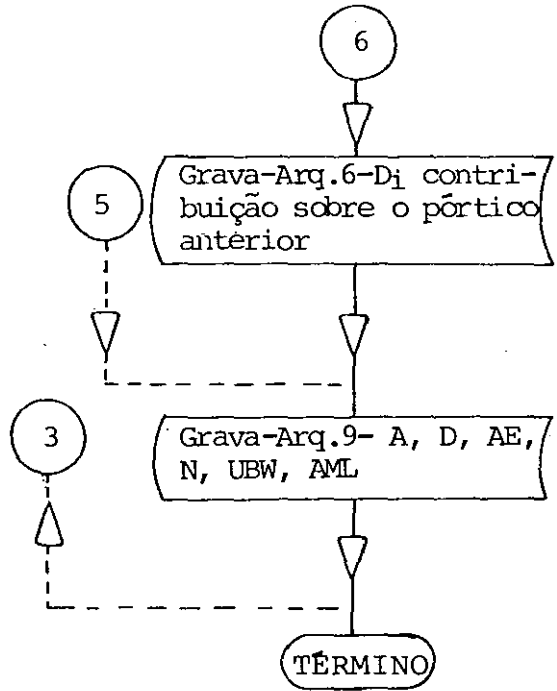 6
Grava-Arq.6-Di contri-
buição sobre o pórtico
anterior
5
Grava-Arq.9- A, D, AE,
N, UBW, AML
3
TÉRMINO